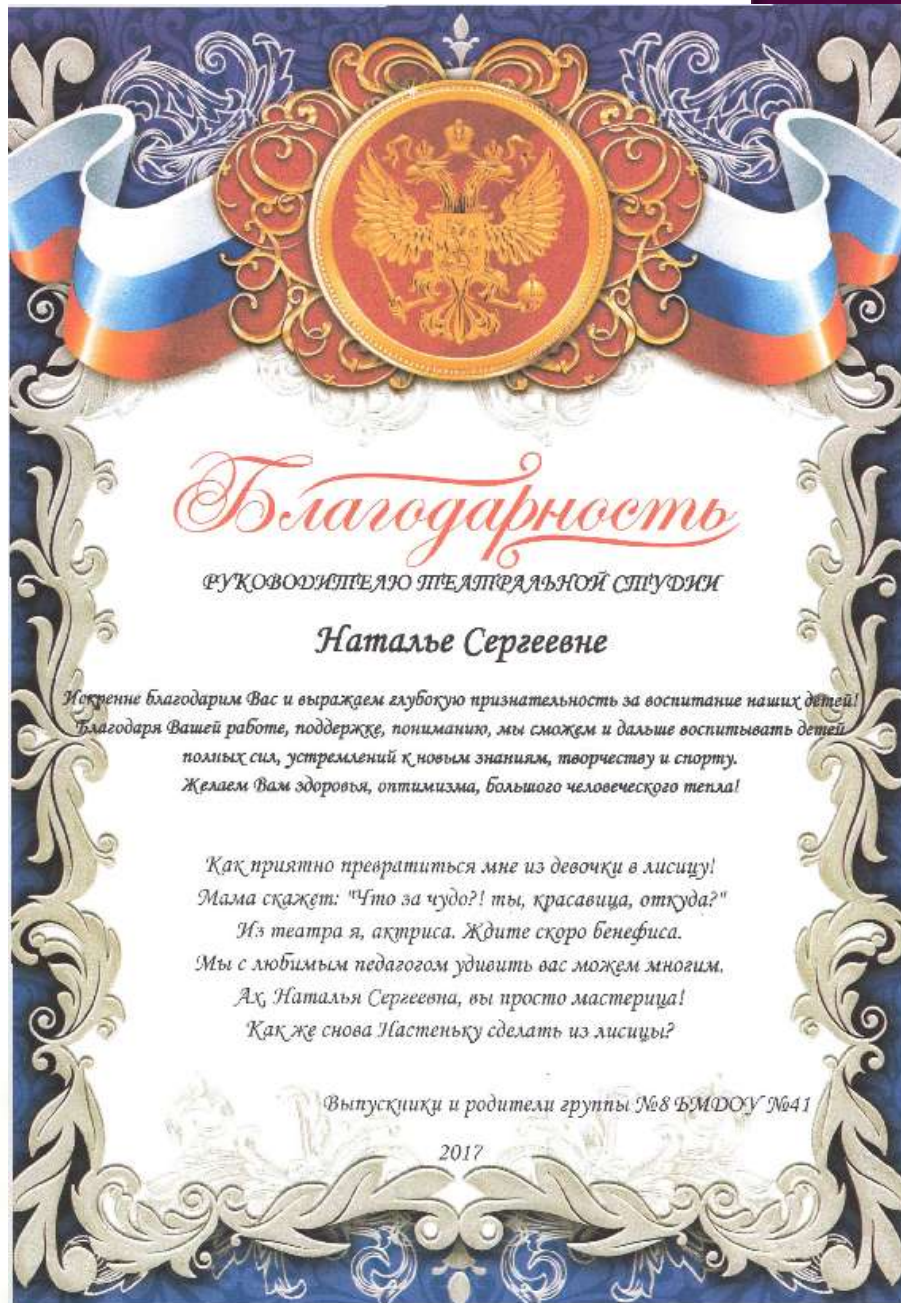 Благодарность
РУКОВОДИТЕЛЮ ТЕАТРАЛЬНОЙ СТУДИИ
Наталье Сергеевне
Искренне благодарим Вас и выражаем глубокую признательность за воспитание наших детей!
Благодаря Вашей работе, поддержке, пониманию, мы сможем и дальше воспитывать детей
полных сил, устремлений к новым знаниям, творчеству и спорту.
Желаем Вам здоровья, оптимизма, большого человеческого тепла!
Как приятно превратиться мне из девочки в лисицу!
Мама скажет: "Что за чудо?! ты, красавица, откуда?"
Из театра я, актриса. Ждите скоро бенефиса.
Мы с любимым педагогом удивить вас можем многим.
Ах, Наталья Сергеевна, вы просто мастерица!
Как же снова Настеньку сделать из лисицы?
Выпускники и родители группы №8 БМДОУ №41
2017